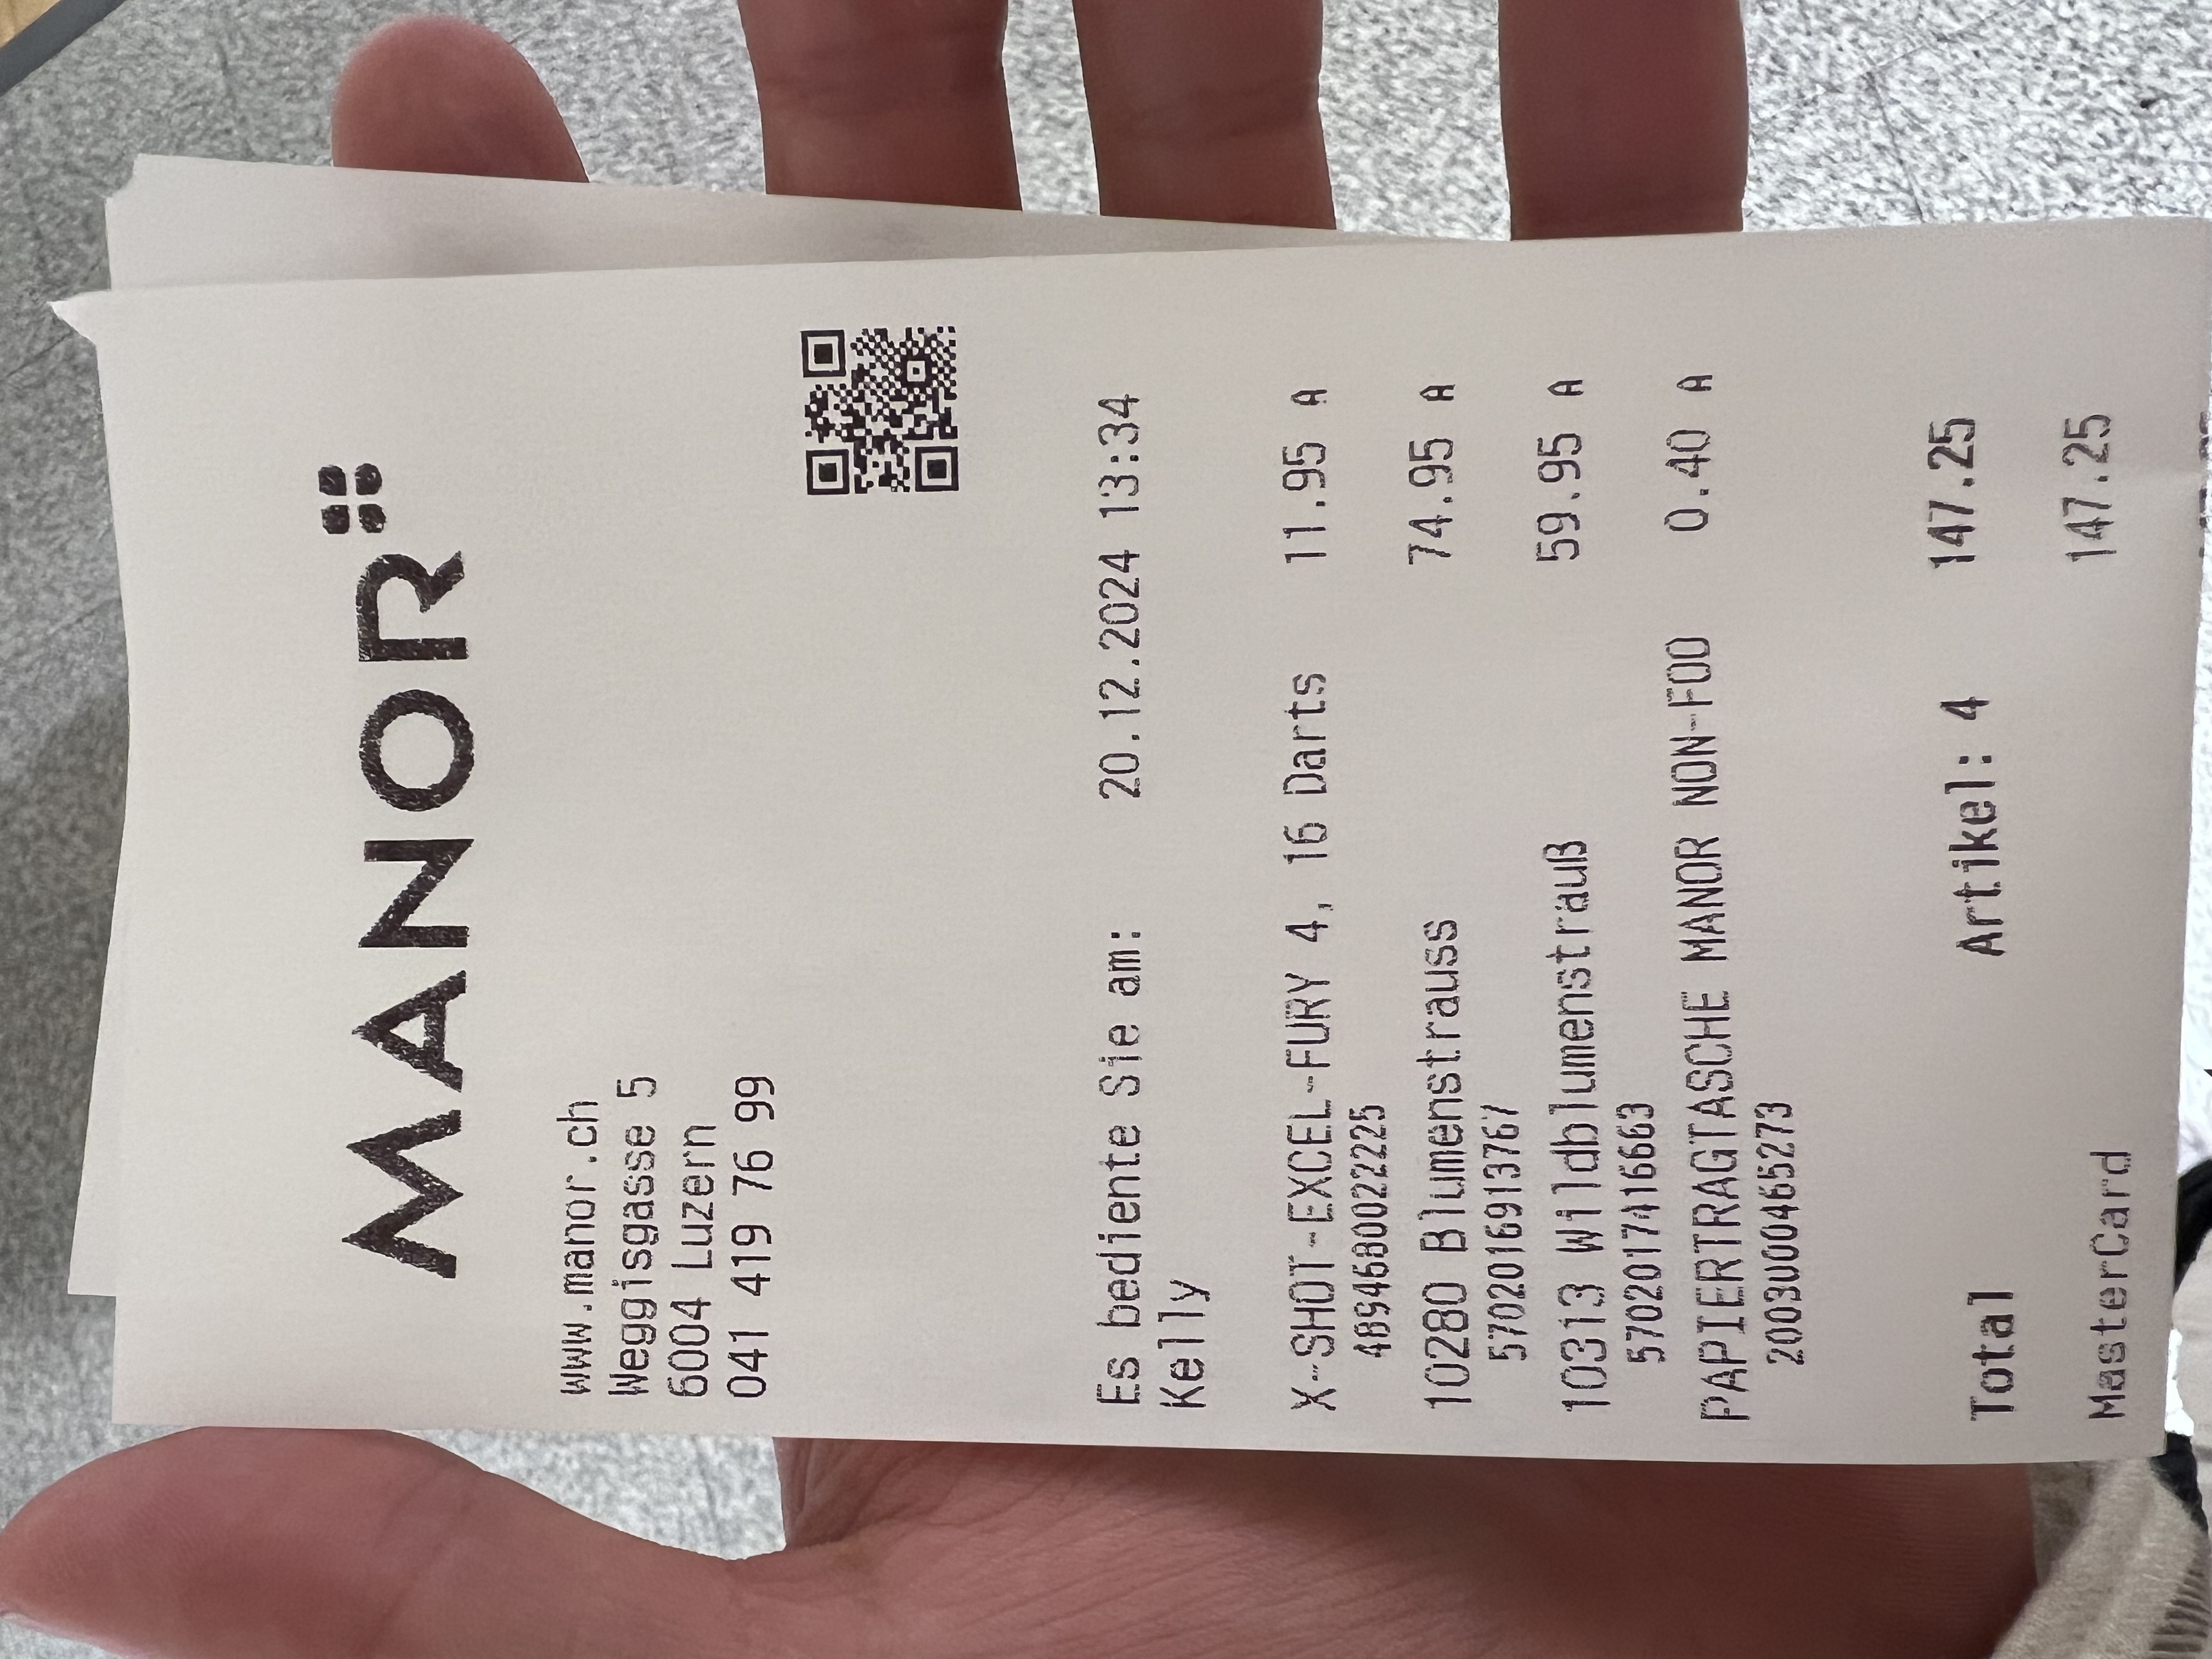 MANOR
www.manor.ch
Weggisgasse 5
6004 Luzern
041 419 76 99
Es bediente Sie am: 20.12.2024 13:34
Kelly
X-SHOT-EXCEL-FURY 4, 16 Darts 11.95 A
4894680022225
10280 Blumenstrauss 74.95 A
5702016913767
10313 Wildblumenstrauß 59.95 A
5702017416663
PAPIERTRAGTASCHE MANOR NON-FOO 0.40 A
2003000465273
Total Artikel: 4 147.25
MasterCard 147.25